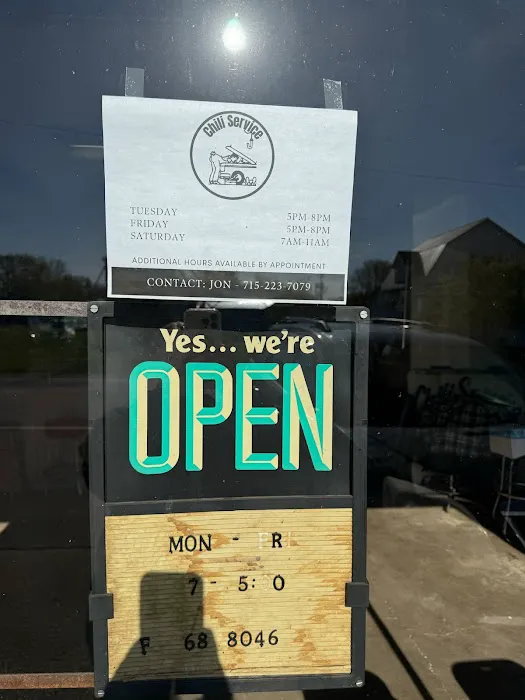 Chili Service
TUESDAY 5PM-8PM
FRIDAY 5PM-8PM
SATURDAY 7AM-11AM
ADDITIONAL HOURS AVAILABLE BY APPOINTMENT
CONTACT: JON - 715-223-7079
Yes... we're
OPEN
MON - FR
7 - 5: 0
F 68 8046